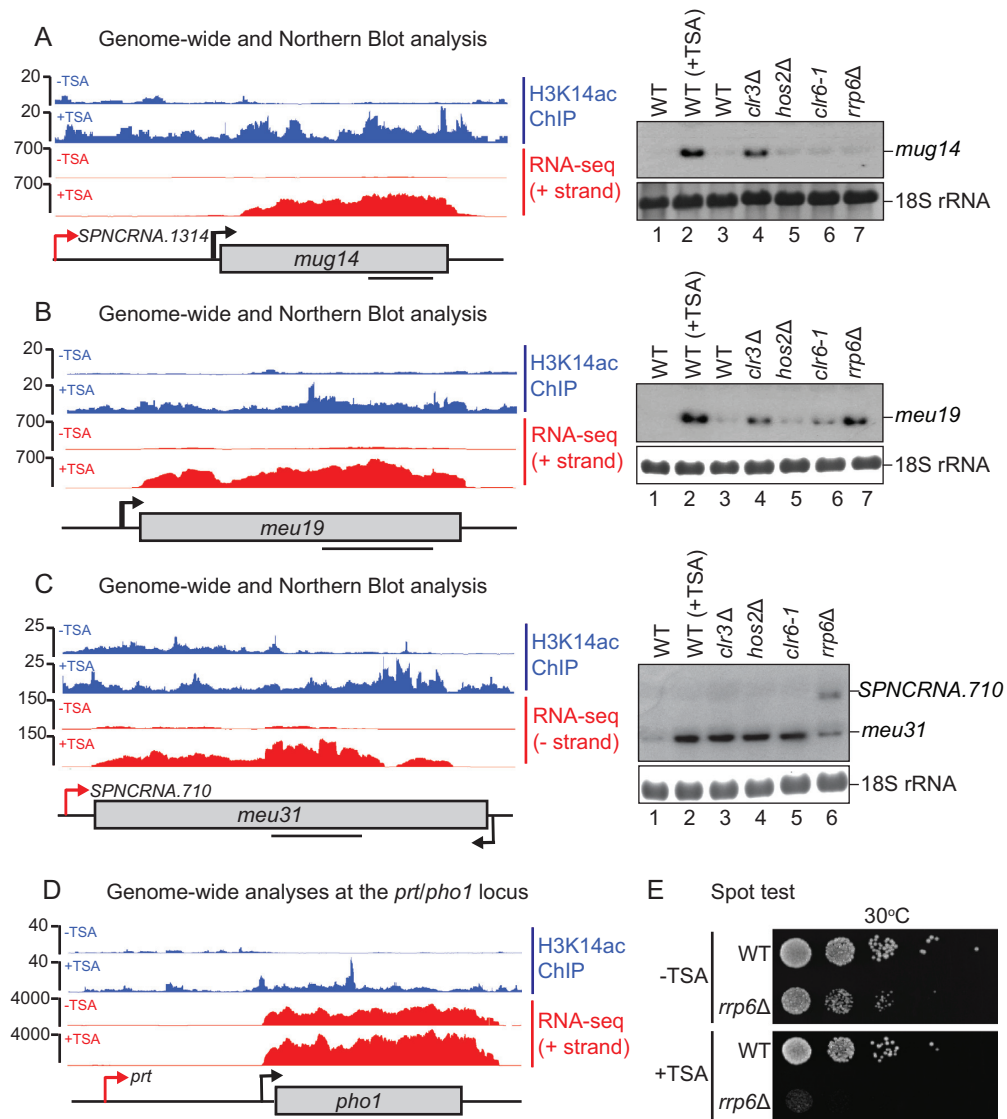 A Genome-wide and Northern Blot analysis
20 -TSA
20 +TSA
H3K14ac
ChIP
700 -TSA
700 +TSA
RNA-seq
(+ strand)
SPNCRNA.1314
mug14
WT WT (+TSA) WT clr3Δ hos2Δ clr6-1 rrp6Δ
mug14
18S rRNA
1 2 3 4 5 6 7
B Genome-wide and Northern Blot analysis
20 -TSA
20 +TSA
H3K14ac
ChIP
700 -TSA
700 +TSA
RNA-seq
(+ strand)
meu19
WT WT (+TSA) WT clr3Δ hos2Δ clr6-1 rrp6Δ
meu19
18S rRNA
1 2 3 4 5 6 7
C Genome-wide and Northern Blot analysis
25 -TSA
25 +TSA
H3K14ac
ChIP
150 -TSA
150 +TSA
RNA-seq
(- strand)
SPNCRNA.710
meu31
WT WT (+TSA) clr3Δ hos2Δ clr6-1 rrp6Δ
SPNCRNA.710
meu31
18S rRNA
1 2 3 4 5 6
D Genome-wide analyses at the prt/pho1 locus
40 -TSA
40 +TSA
H3K14ac
ChIP
4000 -TSA
4000 +TSA
RNA-seq
(+ strand)
prt
pho1
E Spot test
30°C
-TSA
WT
rrp6Δ
+TSA
WT
rrp6Δ